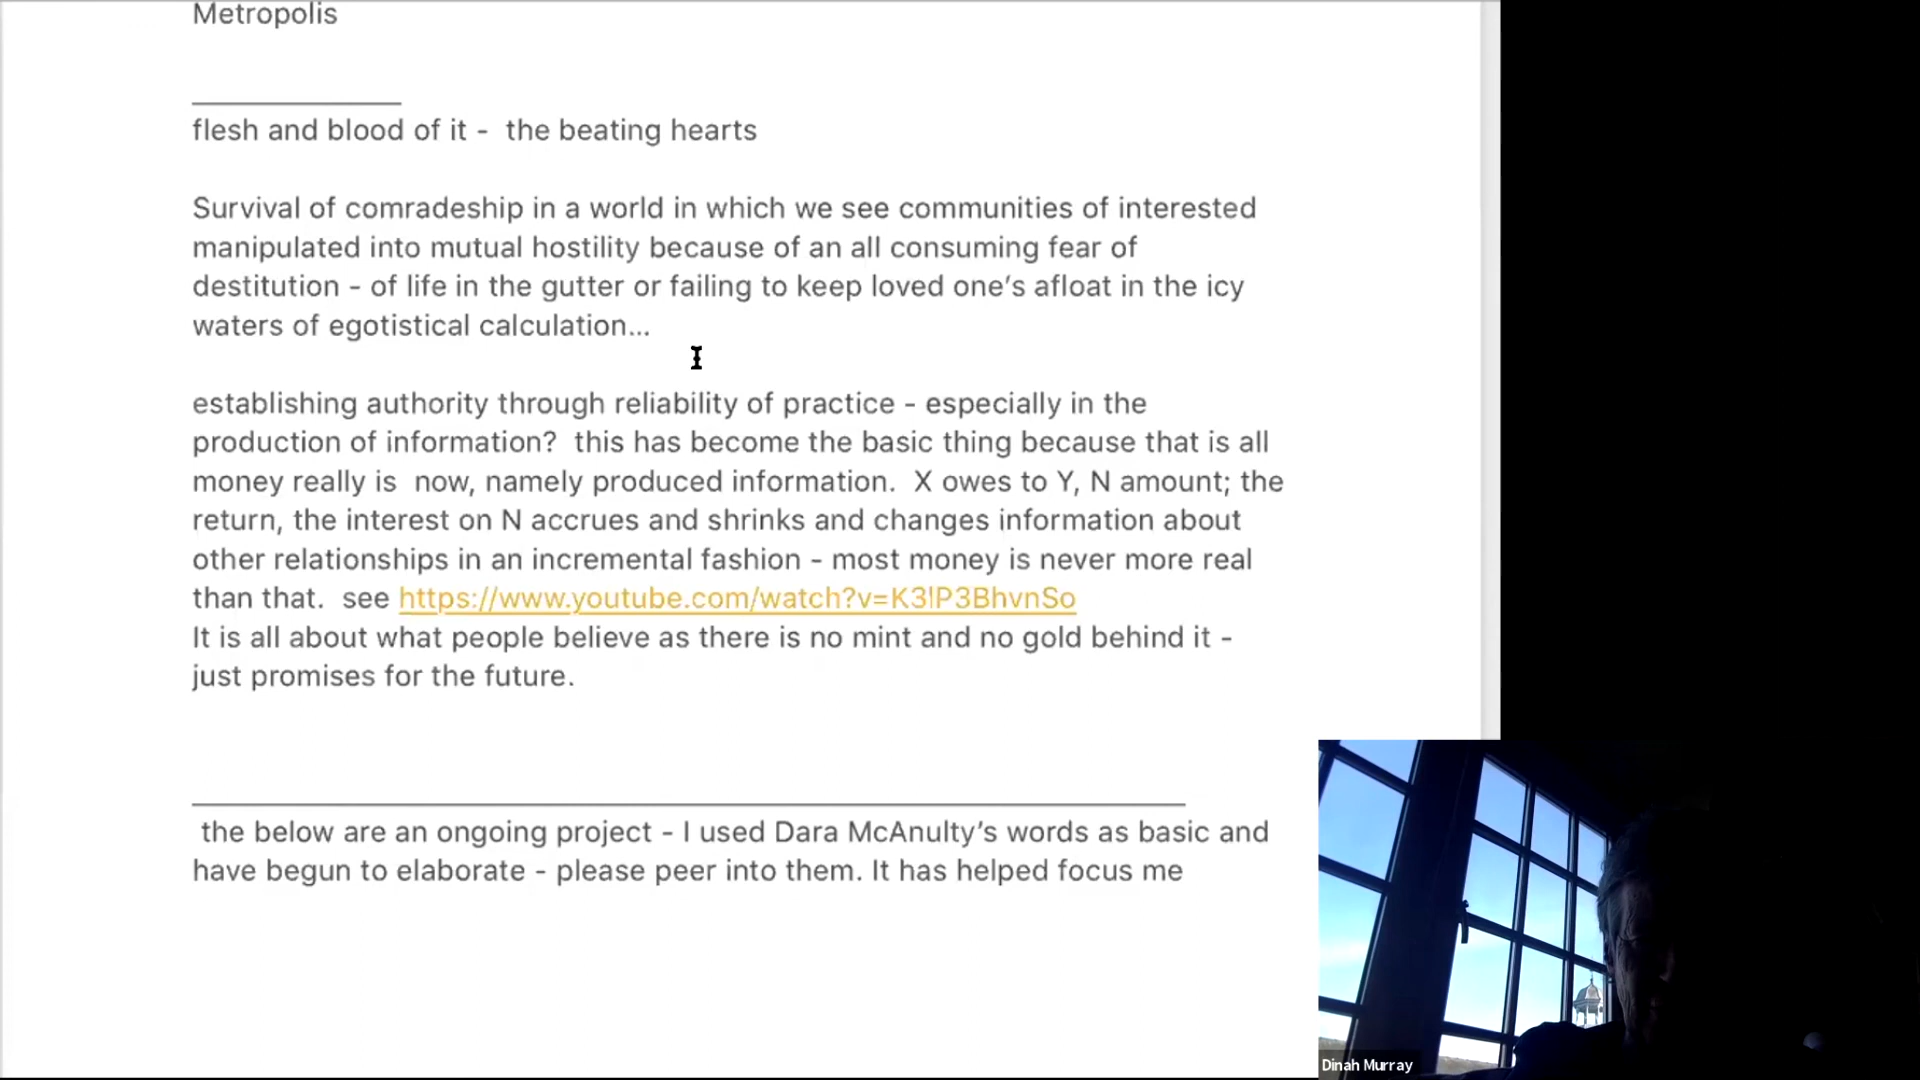 Metropolis
flesh and blood of it -  the beating hearts
Survival of comradeship in a world in which we see communities of interested
manipulated into mutual hostility because of an all consuming fear of
destitution - of life in the gutter or failing to keep loved one’s afloat in the icy
waters of egotistical calculation...
establishing authority through reliability of practice - especially in the
production of information?  this has become the basic thing because that is all
money really is  now, namely produced information.  X owes to Y, N amount; the
return, the interest on N accrues and shrinks and changes information about
other relationships in an incremental fashion - most money is never more real
than that.  see https://www.youtube.com/watch?v=K3lP3BhvnSo
It is all about what people believe as there is no mint and no gold behind it -
just promises for the future.
the below are an ongoing project - I used Dara McAnulty’s words as basic and
have begun to elaborate - please peer into them. It has helped focus me
Dinah Murray